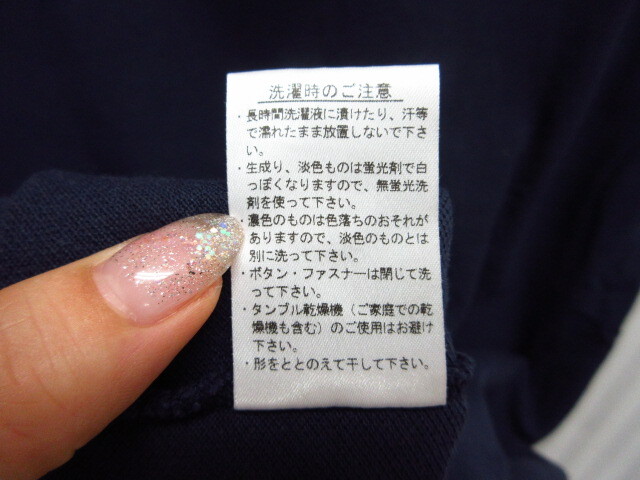 洗濯時のご注意
・長時間洗濯液に漬けたり、汗等
で濡れたまま放置しないで下さ
い。
・生成り、淡色ものは蛍光剤で白
っぽくなりますので、無蛍光洗
剤を使って下さい。
・濃色のものは色落ちのおそれが
ありますので、淡色のものとは
別に洗って下さい。
・ボタン・ファスナーは閉じて洗
って下さい。
・タンブル乾燥機（ご家庭での乾
燥機も含む）のご使用はお避け
下さい。
・形をととのえて干して下さい。